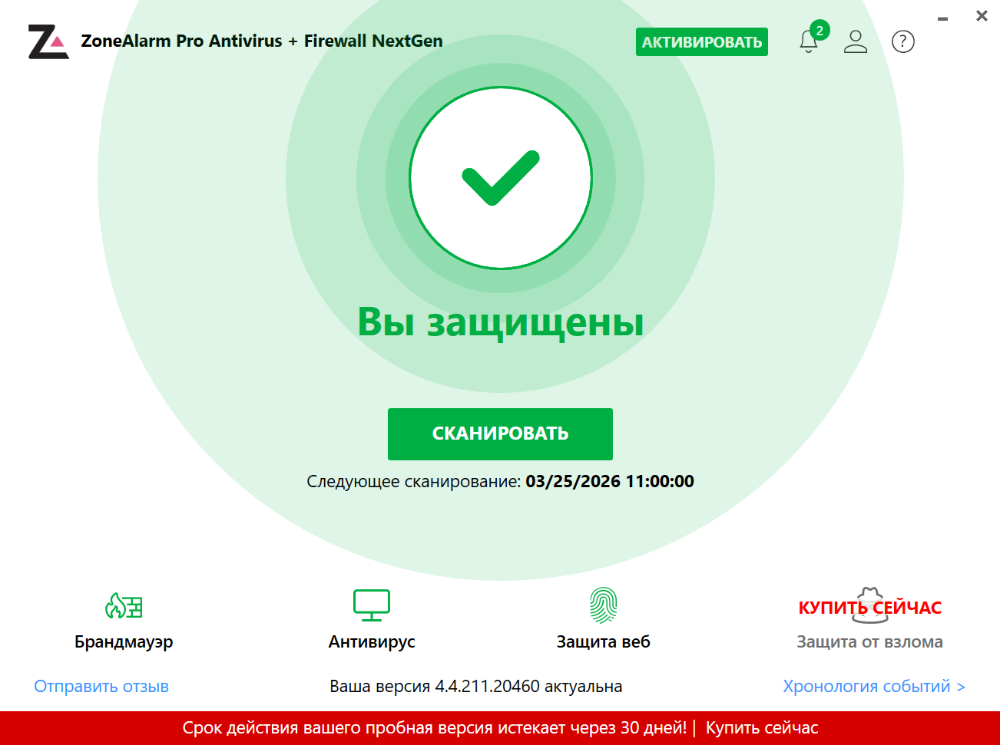 ZoneAlarm Pro Antivirus + Firewall NextGen
АКТИВИРОВАТЬ
2
?
Вы защищены
СКАНИРОВАТЬ
Следующее сканирование: 03/25/2026 11:00:00
КУПИТЬ СЕЙЧАС
Брандмауэр
Антивирус
Защита веб
Защита от взлома
Отправить отзыв
Ваша версия 4.4.211.20460 актуальна
Хронология событий >
Срок действия вашего пробная версия истекает через 30 дней! | Купить сейчас